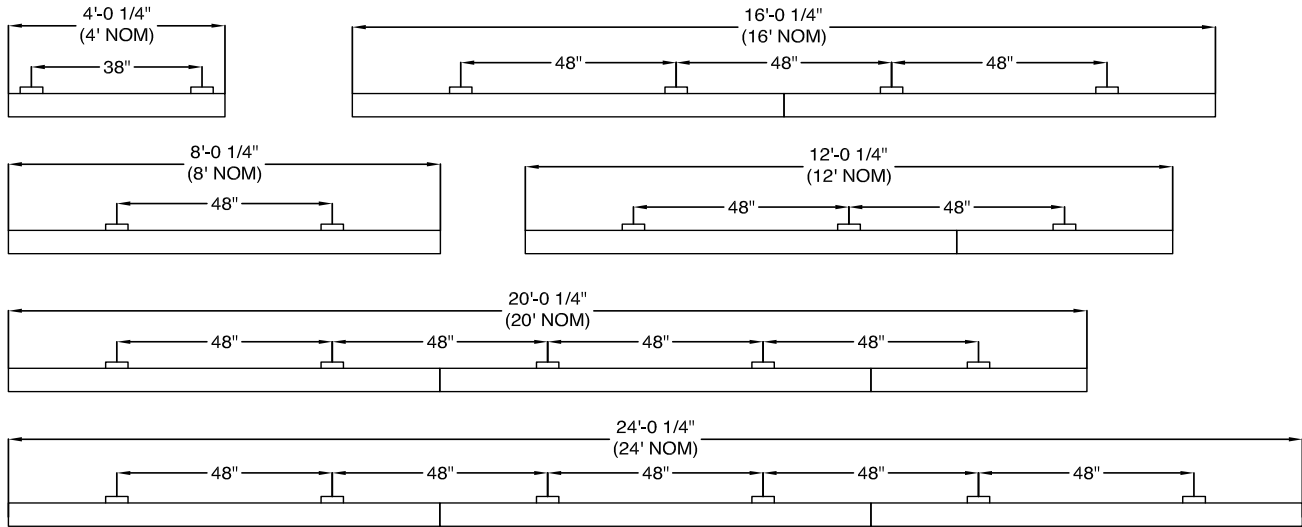 4'-0 1/4"
(4' NOM)
38"
16'-0 1/4"
(16' NOM)
48" 48" 48"
8'-0 1/4"
(8' NOM)
48"
12'-0 1/4"
(12' NOM)
48" 48"
20'-0 1/4"
(20' NOM)
48" 48" 48" 48"
24'-0 1/4"
(24' NOM)
48" 48" 48" 48" 48"